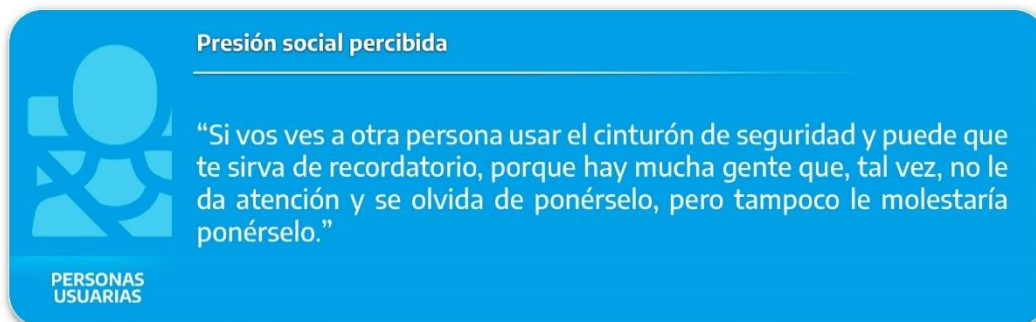 Presión social percibida
“Si vos ves a otra persona usar el cinturón de seguridad y puede que
te sirva de recordatorio, porque hay mucha gente que, tal vez, no le
da atención y se olvida de ponérselo, pero tampoco le molestaría
ponérselo.”
PERSONAS
USUARIAS